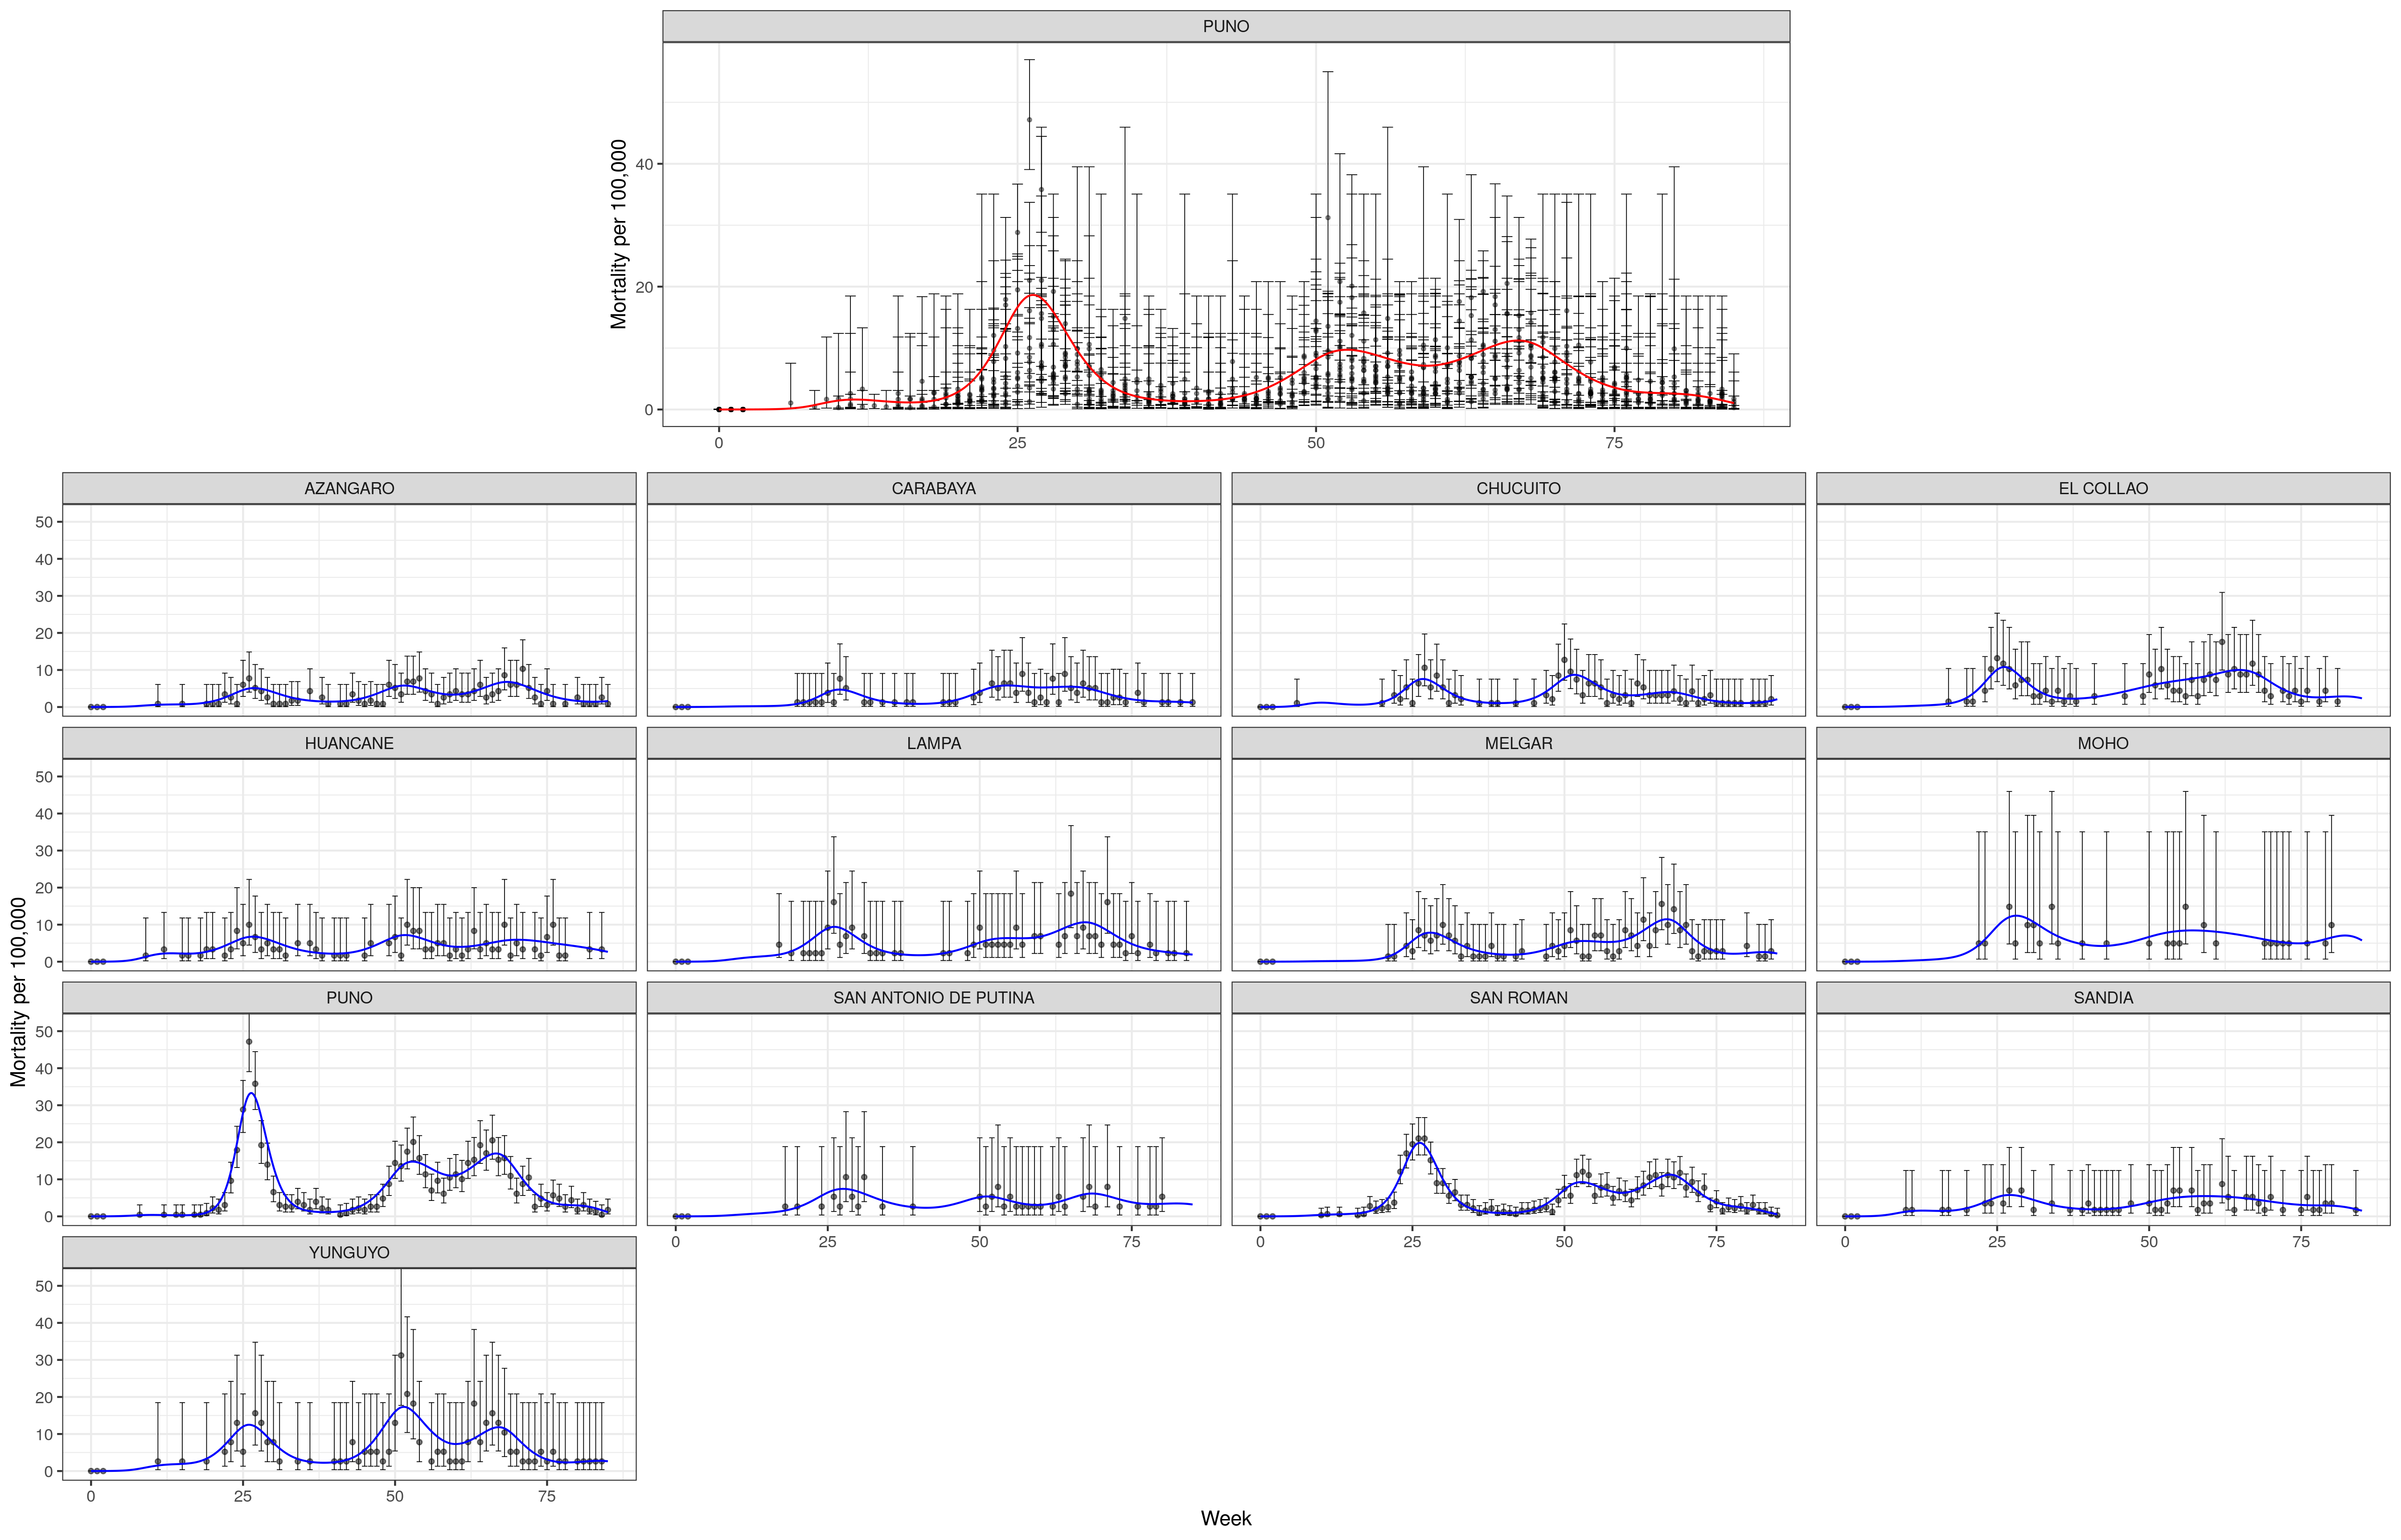 PUNO
Mortality per 100,000
40
20
0
0 25 50 75
AZANGARO CARABAYA CHUCUITO EL COLLAO
50
40
30
20
10
0
HUANCANE LAMPA MELGAR MOHO
50
40
30
20
10
0
Mortality per 100,000
PUNO SAN ANTONIO DE PUTINA SAN ROMAN SANDIA
50
40
30
20
10
0
0 25 50 75 0 25 50 75 0 25 50 75
YUNGUYO
50
40
30
20
10
0
0 25 50 75
Week